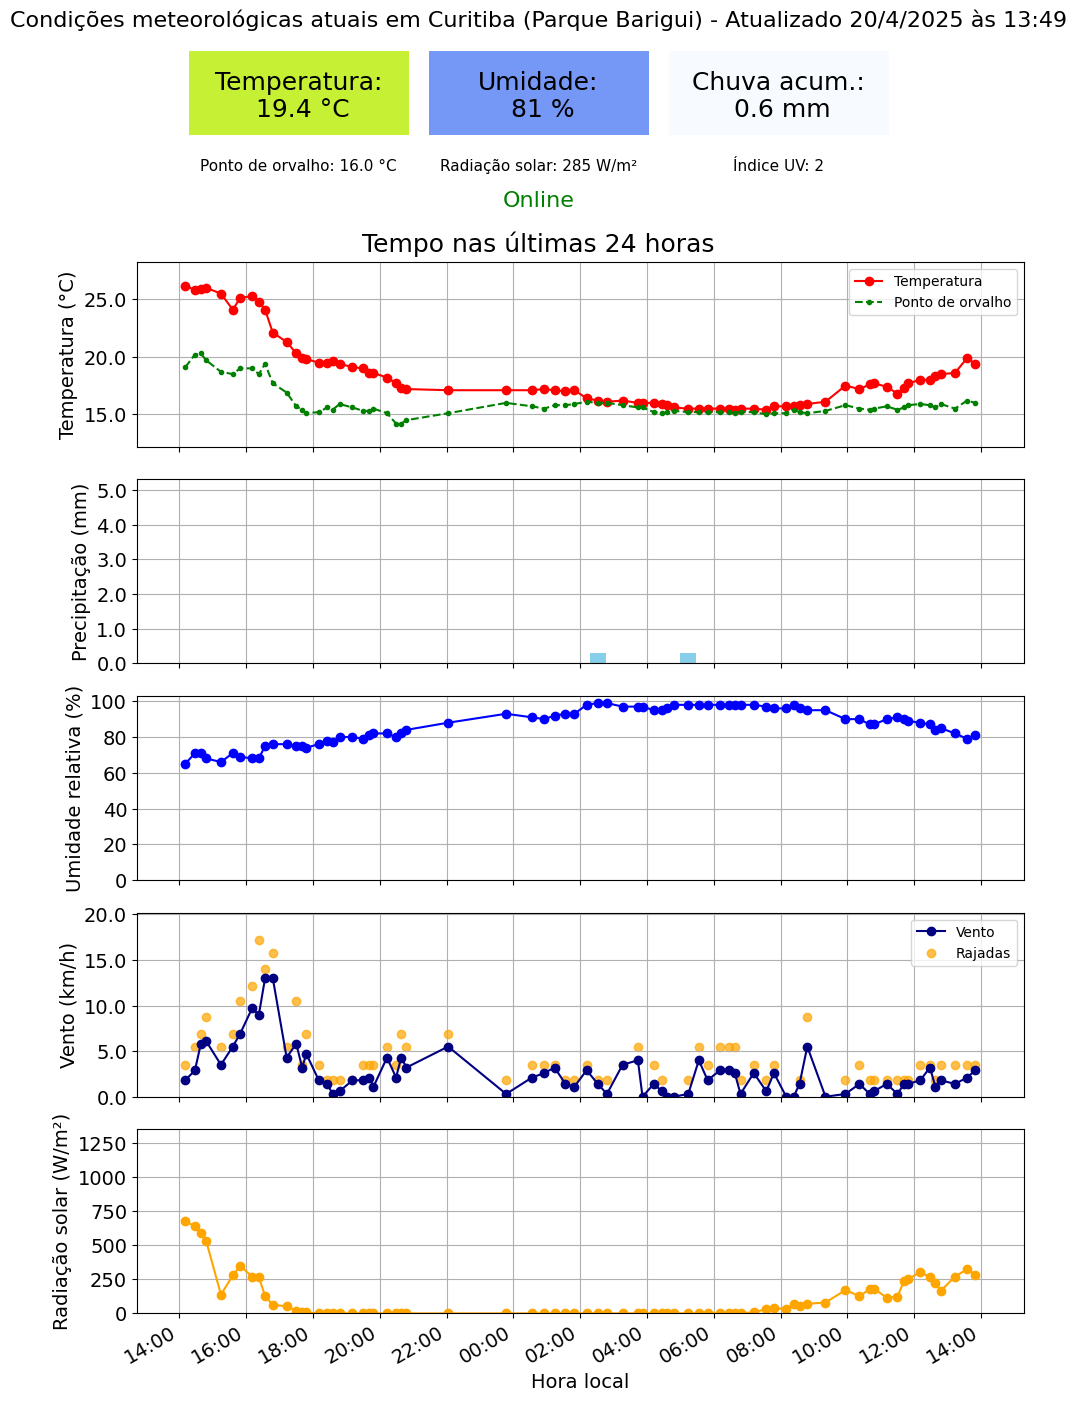 Condições meteorológicas atuais em Curitiba (Parque Barigui) - Atualizado 20/4/2025 às 13:49
Temperatura:
19.4 °C
Umidade:
81 %
Chuva acum.:
0.6 mm
Ponto de orvalho: 16.0 °C
Radiação solar: 285 W/m²
Índice UV: 2
Online
Tempo nas últimas 24 horas
Temperatura (°C)
25.0
20.0
15.0
Temperatura
Ponto de orvalho
Precipitação (mm)
5.0
4.0
3.0
2.0
1.0
0.0
Umidade relativa (%)
100
80
60
40
20
0
Vento (km/h)
20.0
15.0
10.0
5.0
0.0
Vento
Rajadas
Radiação solar (W/m²)
1250
1000
750
500
250
0
14:00
16:00
18:00
20:00
22:00
00:00
02:00
04:00
06:00
08:00
10:00
12:00
14:00
Hora local